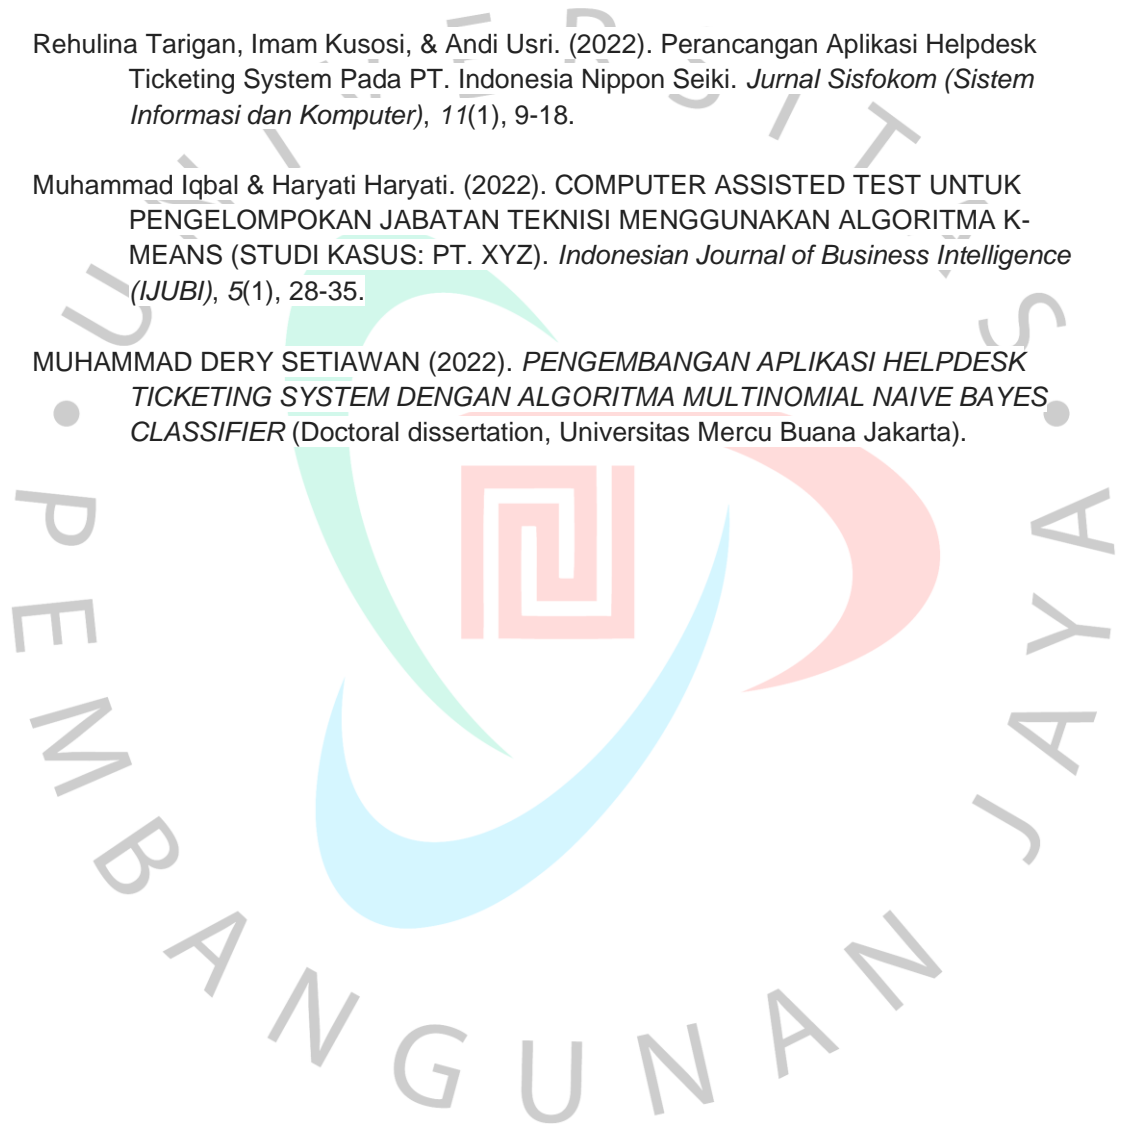 Rehulina Tarigan, Imam Kusosi, & Andi Usri. (2022). Perancangan Aplikasi Helpdesk
Ticketing System Pada PT. Indonesia Nippon Seiki. Jurnal Sisfokom (Sistem
Informasi dan Komputer), 11(1), 9-18.
Muhammad Iqbal & Haryati Haryati. (2022). COMPUTER ASSISTED TEST UNTUK
PENGELOMPOKAN JABATAN TEKNISI MENGGUNAKAN ALGORITMA K-
MEANS (STUDI KASUS: PT. XYZ). Indonesian Journal of Business Intelligence
(IJUBI), 5(1), 28-35.
MUHAMMAD DERY SETIAWAN (2022). PENGEMBANGAN APLIKASI HELPDESK
TICKETING SYSTEM DENGAN ALGORITMA MULTINOMIAL NAIVE BAYES
CLASSIFIER (Doctoral dissertation, Universitas Mercu Buana Jakarta).
PEMBANGUNAN JAYA